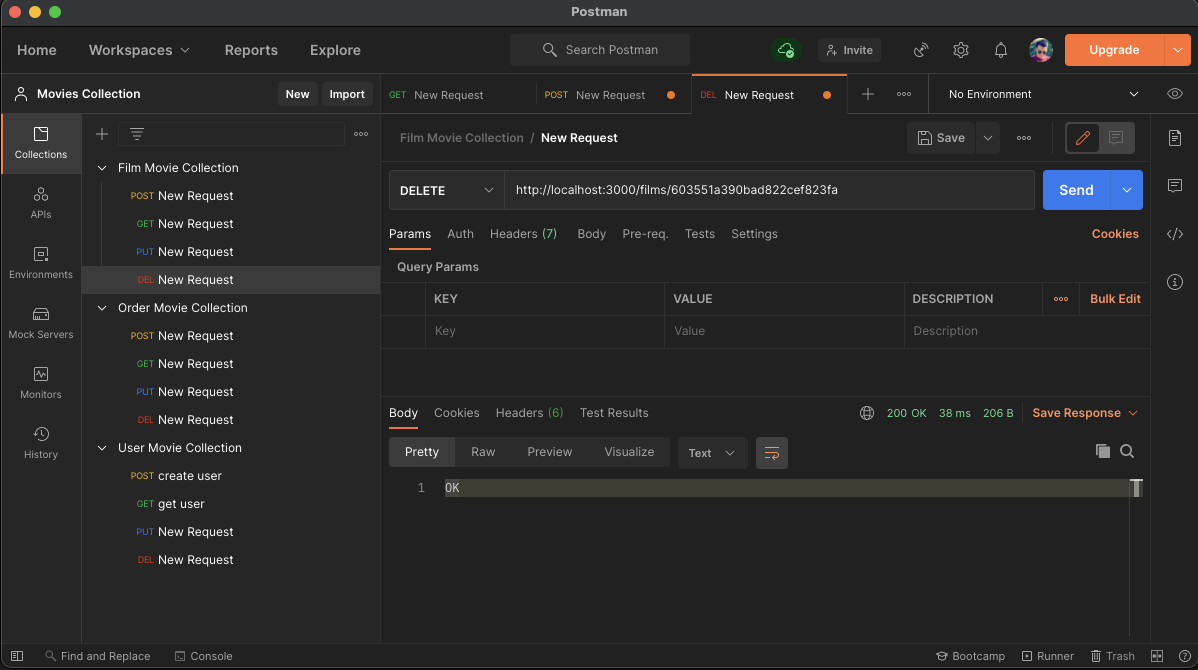 Postman
Home Workspaces Reports Explore Search Postman Invite Upgrade
Movies Collection New Import
GET New Request POST New Request DEL New Request No Environment
Collections
APIs
Environments
Mock Servers
Monitors
History
Film Movie Collection
POST New Request
GET New Request
PUT New Request
DEL New Request
Order Movie Collection
POST New Request
GET New Request
PUT New Request
DEL New Request
User Movie Collection
POST create user
GET get user
PUT New Request
DEL New Request
Film Movie Collection / New Request Save
DELETE http://localhost:3000/films/603551a390bad822cef823fa Send
Params Auth Headers (7) Body Pre-req. Tests Settings Cookies
Query Params
KEY VALUE DESCRIPTION Bulk Edit
Key Value Description
Body Cookies Headers (6) Test Results 200 OK 38 ms 206 B Save Response
Pretty Raw Preview Visualize Text
1 OK
Find and Replace Console Bootcamp Runner Trash